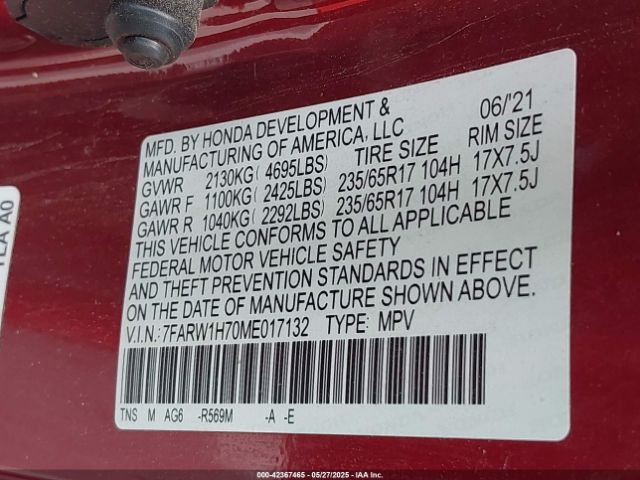 MFD. BY HONDA DEVELOPMENT & 06/'21
MANUFACTURING OF AMERICA, LLC
TIRE SIZE RIM SIZE
GVWR 2130KG( 4695LBS)
GAWR F 1100KG( 2425LBS) 235/65R17 104H 17X7.5J
GAWR R 1040KG( 2292LBS) 235/65R17 104H 17X7.5J
THIS VEHICLE CONFORMS TO ALL APPLICABLE
FEDERAL MOTOR VEHICLE SAFETY
AND THEFT PREVENTION STANDARDS IN EFFECT
ON THE DATE OF MANUFACTURE SHOWN ABOVE.
V.I.N.: 7FARW1H70ME017132 TYPE: MPV
TNS M AG6 -R569M -A -E
000-42367465 - 05/27/2025 - IAAI Corp.